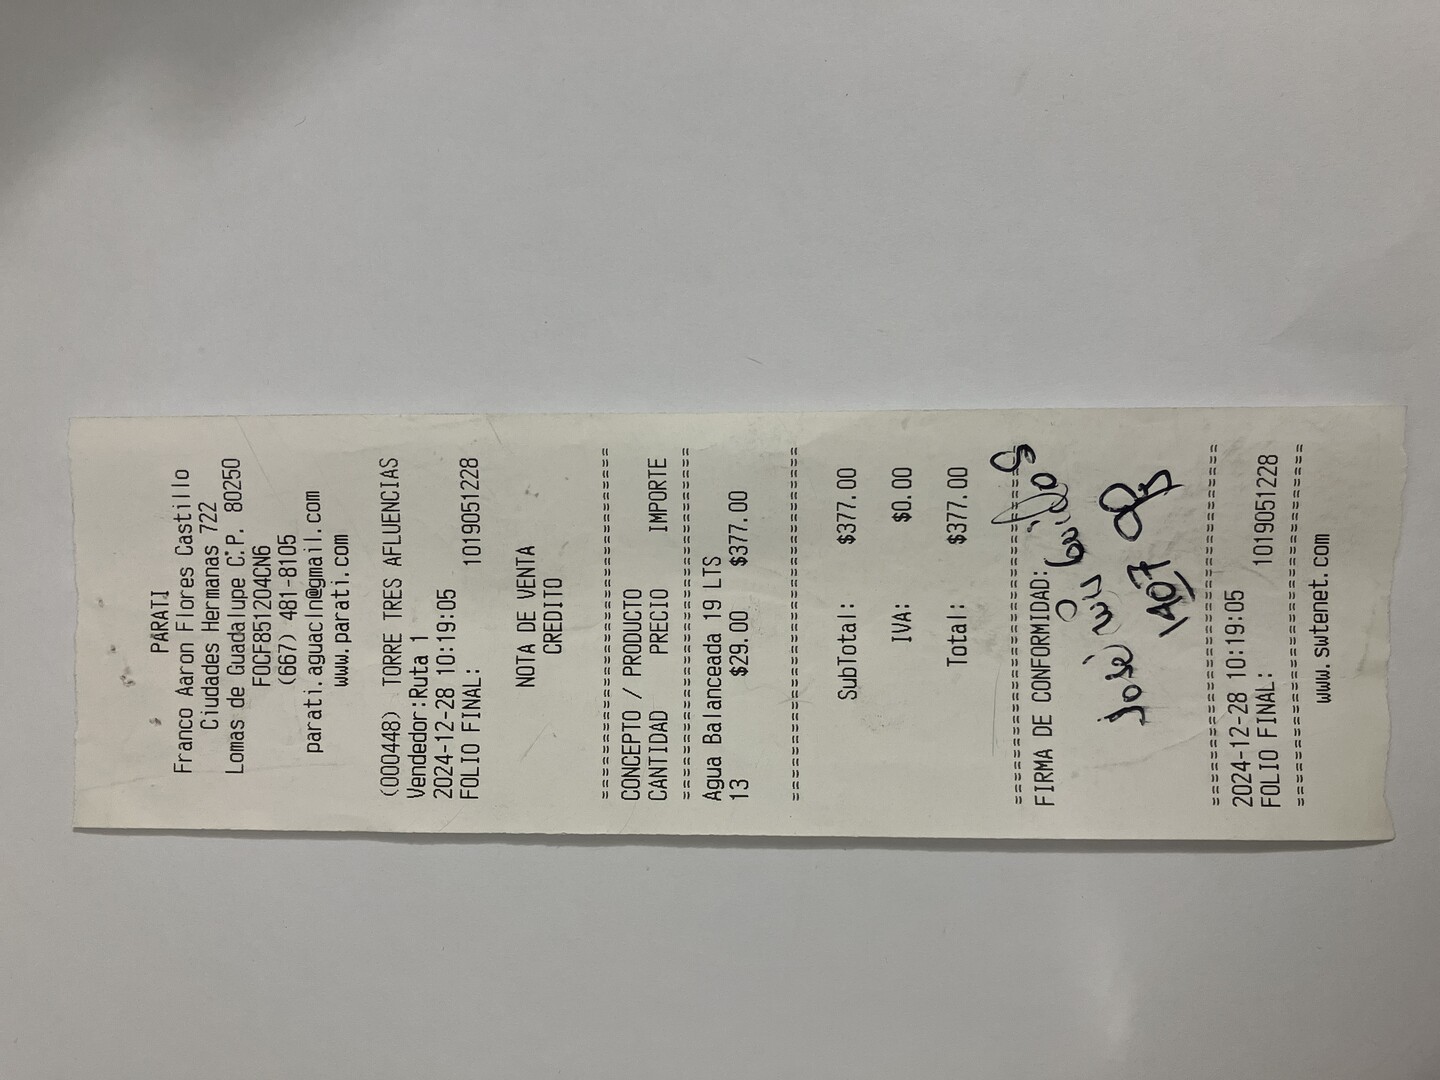 PARATI
Franco Aaron Flores Castillo
Ciudades Hermanas 722
Lomas de Guadalupe C.P. 80250
FOCF851204CN6
(667) 481-8105
parati.aguacln@gmail.com
www.parati.com
(000448) TORRE TRES AFLUENCIAS
Vendedor:Ruta 1
2024-12-28 10:19:05
FOLIO FINAL: 1019051228
NOTA DE VENTA
CREDITO
==============================
CONCEPTO / PRODUCTO
CANTIDAD PRECIO IMPORTE
==============================
Agua Balanceada 19 LTS
13 $29.00 $377.00
==============================
SubTotal: $377.00
IVA: $0.00
Total: $377.00
==============================
FIRMA DE CONFORMIDAD:
José Luis
1407
==============================
2024-12-28 10:19:05
FOLIO FINAL: 1019051228
==============================
www.swtenet.com